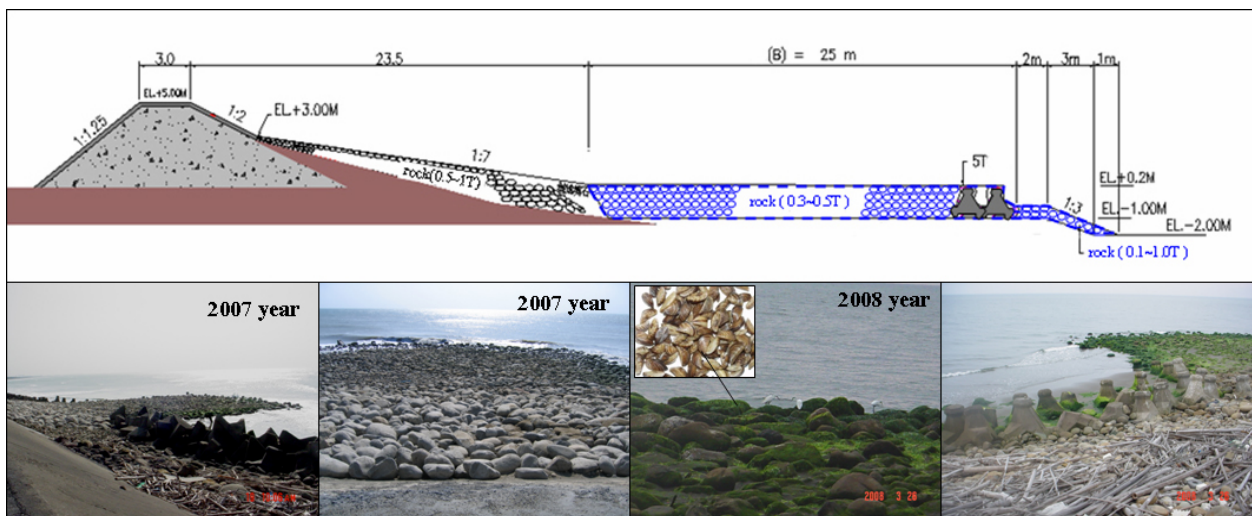 3.0
23.5
(B) = 25 m
2m
3m
1m
EL.+5.00M
1:1.25
1:2
EL.+3.00M
1:7
rock(0.5~1T)
rock ( 0.3~0.5T)
5T
EL.+0.2M
1:3
EL.-1.00M
EL.-2.00M
rock ( 0.1~1.0T)
2007 year
2007 year
2008 year
2008 3.26